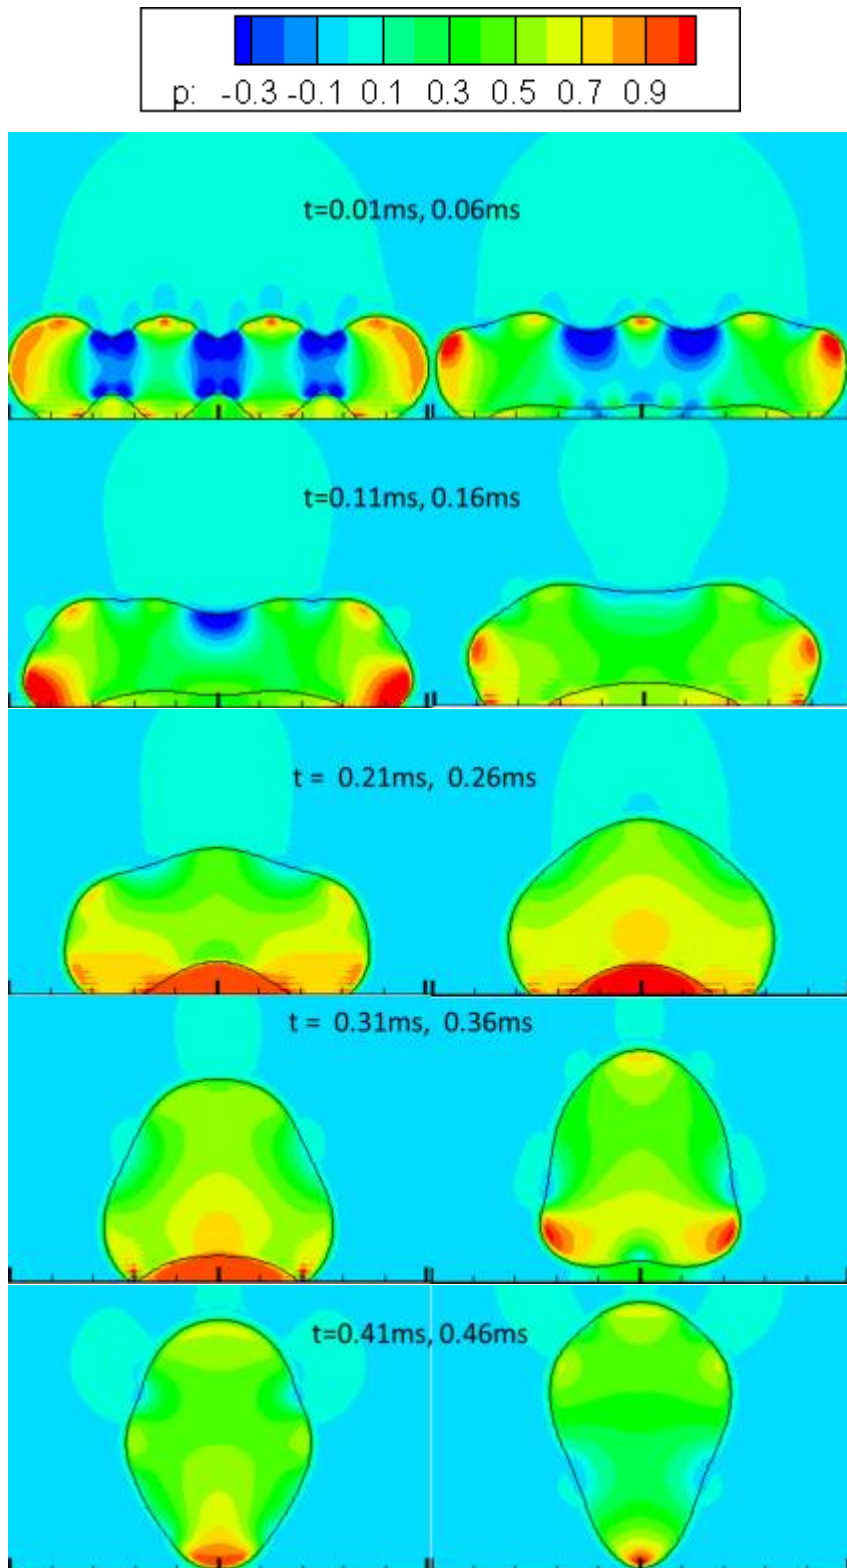 p: -0.3 -0.1 0.1 0.3 0.5 0.7 0.9
t=0.01ms, 0.06ms
t=0.11ms, 0.16ms
t = 0.21ms, 0.26ms
t = 0.31ms, 0.36ms
t=0.41ms, 0.46ms